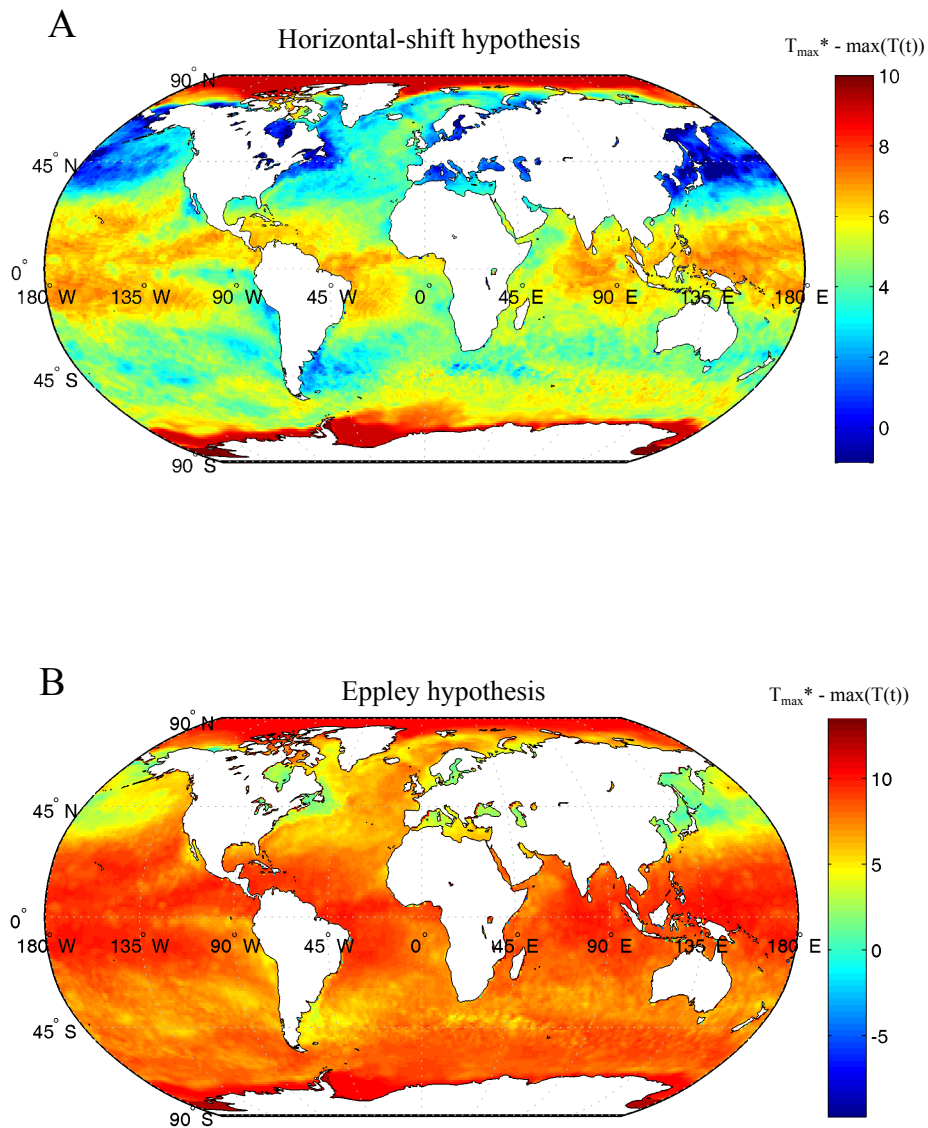 A
Horizontal-shift hypothesis
Tmax* - max(T(t))
90° N
45° N
0°
180° W 135° W 90° W 45° W 0° 45° E 90° E 135° E 180° E
45° S
90° S
10
8
6
4
2
0
B
Eppley hypothesis
Tmax* - max(T(t))
90° N
45° N
0°
180° W 135° W 90° W 45° W 0° 45° E 90° E 135° E 180° E
45° S
90° S
10
5
0
-5